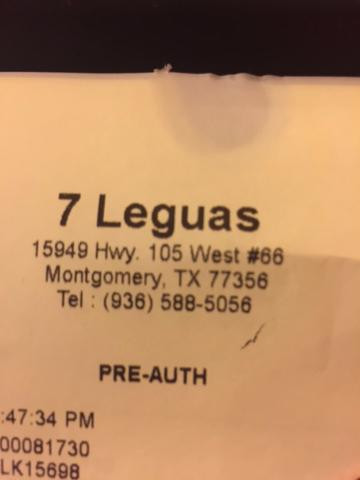 7 Leguas
15949 Hwy. 105 West #66
Montgomery, TX 77356
Tel : (936) 588-5056
PRE-AUTH
:47:34 PM
00081730
LK15698